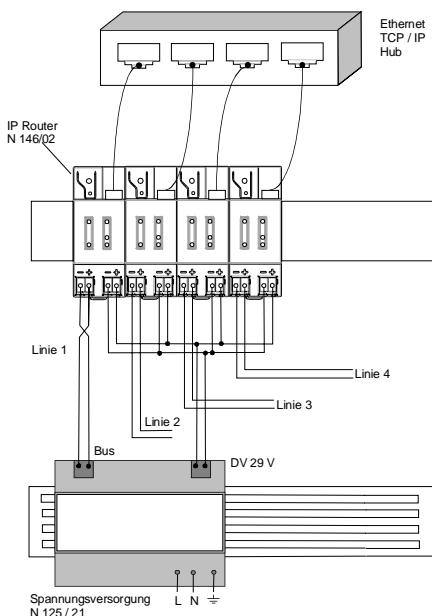 Ethernet
TCP / IP
Hub
IP Router
N 146/02
Linie 1
Linie 4
Linie 3
Linie 2
Bus
DV 29 V
L N
Spannungsversorgung
N 125 / 21